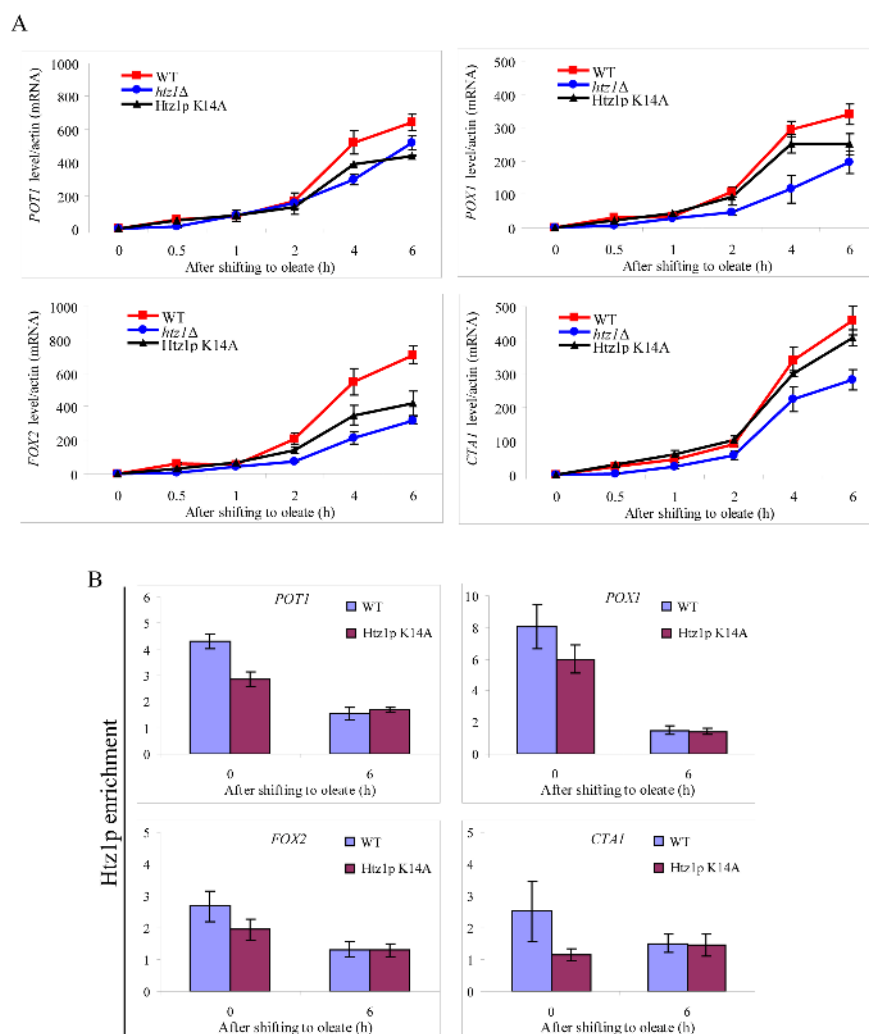 A
POT1 level/actin (mRNA)
1000
800
600
400
200
0
WT
htz1Δ
Htz1p K14A
0 0.5 1 2 4 6
After shifting to oleate (h)
POX1 level/actin (mRNA)
500
400
300
200
100
0
WT
htz1Δ
Htz1p K14A
0 0.5 1 2 4 6
After shifting to oleate (h)
FOX2 level/actin (mRNA)
1000
800
600
400
200
0
WT
htz1Δ
Htz1p K14A
0 0.5 1 2 4 6
After shifting to oleate (h)
CTA1 level/actin (mRNA)
500
400
300
200
100
0
WT
htz1Δ
Htz1p K14A
0 0.5 1 2 4 6
After shifting to oleate (h)
B
Htz1p enrichment
POT1
6
5
4
3
2
1
0
WT
Htz1p K14A
0 6
After shifting to oleate (h)
POX1
10
8
6
4
2
0
WT
Htz1p K14A
0 6
After shifting to oleate (h)
FOX2
5
4
3
2
1
0
WT
Htz1p K14A
0 6
After shifting to oleate (h)
CTA1
5
4
3
2
1
0
WT
Htz1p K14A
0 6
After shifting to oleate (h)